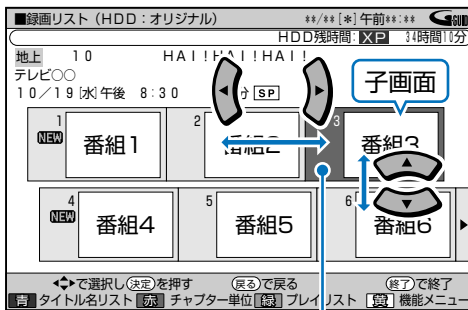 ■録画リスト(HDD:オリジナル) **/**[*]午前**:** G-GUIDE
HDD残時間: XP 34時間10分
地上 10 HAI!HAI!!HAI!
テレビ○○
10/19[水]午後 8:30 分 SP
子画面
1 NEW 番組1
2 番組2
3 番組3
4 NEW 番組4
5 番組5
6 番組6
で選択し 決定 を押す 戻る で戻る 終了 で終了
青 タイトル名リスト 赤 チャプター単位 緑 プレイリスト 黄 機能メニュー